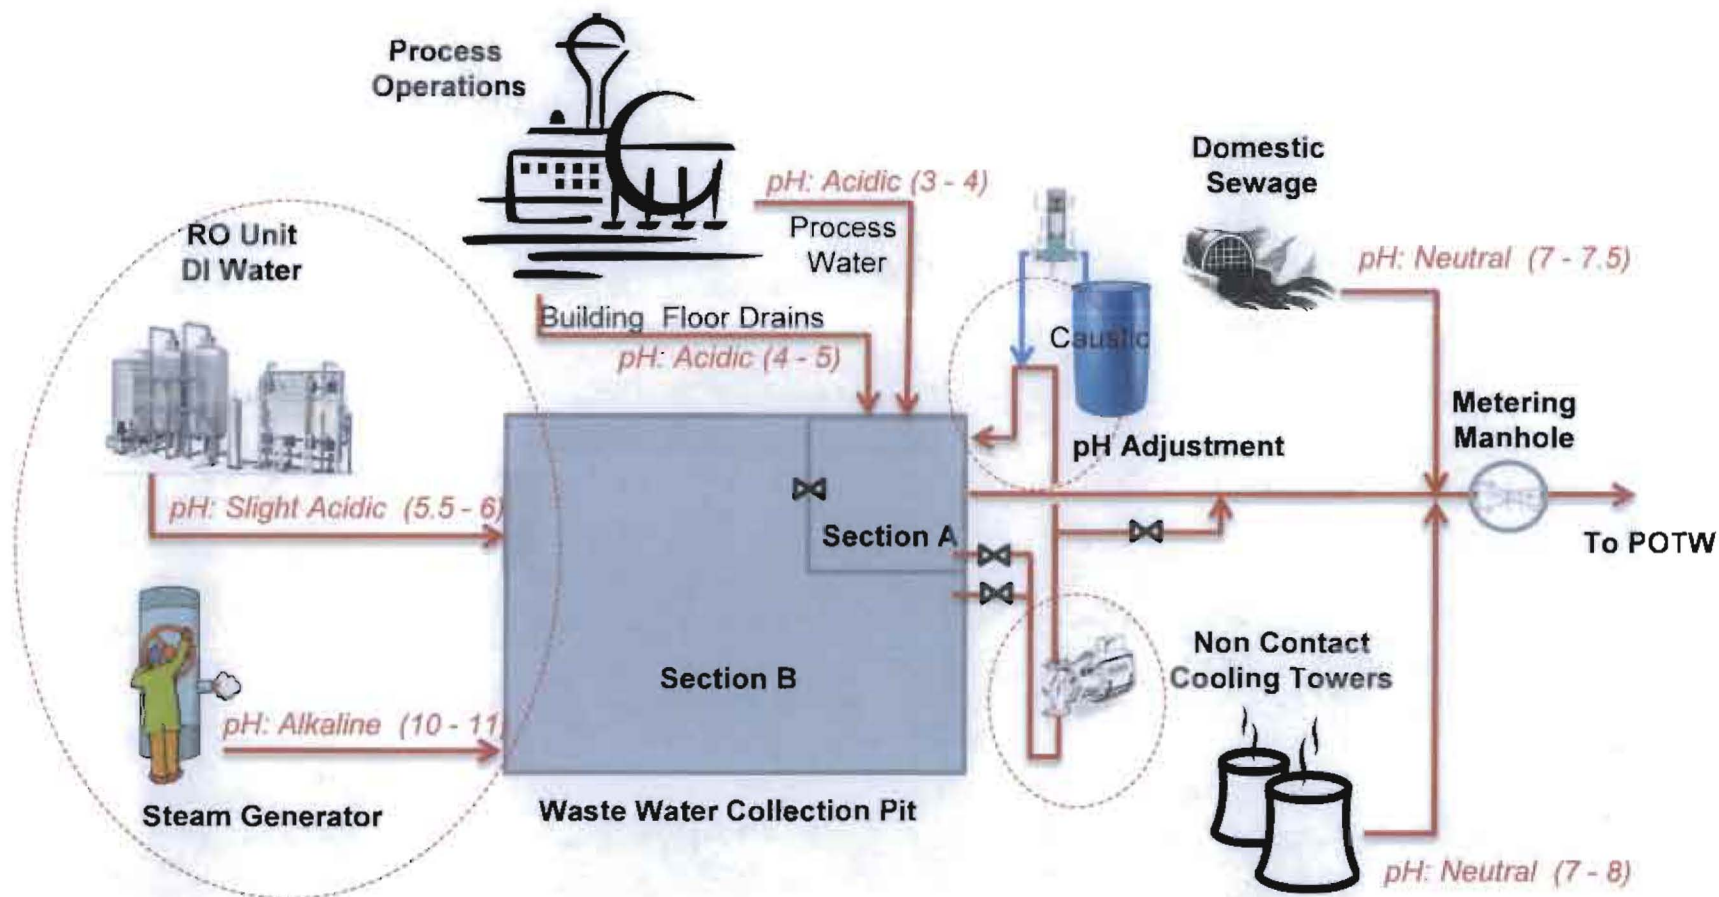 Process
Operations
pH: Acidic (3 - 4)
Process
Water
Building Floor Drains
pH: Acidic (4 - 5)
RO Unit
DI Water
pH: Slight Acidic (5.5 - 6)
pH: Alkaline (10 - 11)
Steam Generator
Section A
Section B
Waste Water Collection Pit
Caustic
pH Adjustment
Domestic
Sewage
pH: Neutral (7 - 7.5)
Metering
Manhole
To POTW
Non Contact
Cooling Towers
pH: Neutral (7 - 8)